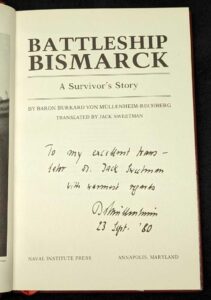 BATTLESHIP
BISMARCK
A Survivor's Story
BY BARON BURKARD VON MÜLLENHEIM-RECHBERG
TRANSLATED BY JACK SWEETMAN
To my excellent trans-
lator Dr. Jack Sweetman
with warmest regards
23 Sept. '80
NAVAL INSTITUTE PRESS ANNAPOLIS, MARYLAND